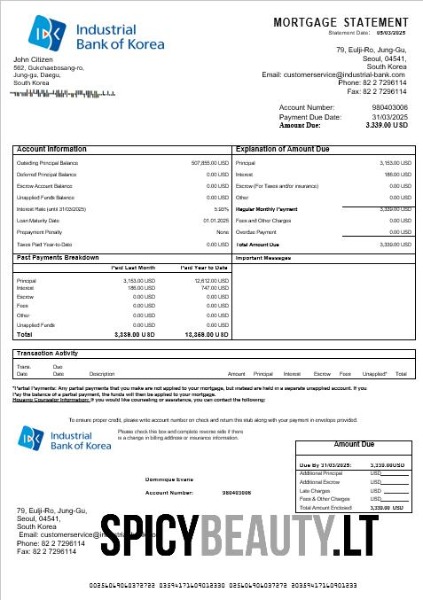 Industrial
Bank of Korea
MORTGAGE STATEMENT
Statement Date: 05/03/2025
John Citizen
562, Gukchaebosang-ro,
Jung-gu, Daegu,
South Korea
79, Eulji-Ro, Jung-Gu,
Seoul, 04541,
South Korea
Email: customerservice@industrial-bank.com
Phone: 82 2 7296114
Fax: 82 2 7296114
Account Number: 980403006
Payment Due Date: 31/03/2025
Amount Due: 3.339.00 USD
Account Information
Principal Balance 507,855.00 USD
Deferred Principal Balance 0.00 USD
Escrow Account Balance 0.00 USD
Unapplied Funds Balance 0.00 USD
Interest Rate (until 31/03/2025)
Loan Maturity Date 01.01.2025
Prepayment Penalty None
Taxes Paid Year-to-Date 0.00 USD
Explanation of Amount Due
Principal 3,153.00 USD
Interest 186.00 USD
Escrow (For Taxes and/or insurance) 0.00 USD
Other 0.00 USD
Regular Monthly Payment 3,339.00 USD
Fees and Other Charges 0.00 USD
Overdue Payment 0.00 USD
Total Amount Due 3,339.00 USD
Past Payments Breakdown
Paid Last Month Paid Year to Date
Principal 3,153.00 USD 12,612.00 USD
Interest 186.00 USD 747.00 USD
Escrow 0.00 USD 0.00 USD
Fees 0.00 USD 0.00 USD
Other 0.00 USD 0.00 USD
Unapplied Funds 0.00 USD 0.00 USD
Total 3,339.00 USD 13,359.00 USD
Important Messages
Transaction Activity
Trans. Due
Date Date Description Amount Principal Interest Escrow Fees Unapplied* Total
*Partial Payments: Any partial payments that you make are not applied to your mortgage, but instead are held in a separate unapplied account. If you
pay the balance of a partial payment, the funds will then be applied to your mortgage.
Housing Counselor Information: If you would like counseling or assistance, you can contact the following:
To ensure proper credit, please write account number on check and return this stub along with your payment in envelope provided.
Industrial
Bank of Korea
Please check this box and complete reverse side if there
is a change in billing address or insurance information.
Amount Due
Due By 31/03/2025: 3,339.00USD
Additional Principal USD
Additional Escrow USD
Late Charges USD
Fees & Other Charges USD
Total Amount Enclosed 3,339.00 USD
Dominique Evans
Account Number: 980403006
79, Eulji-Ro, Jung-Gu,
Seoul, 04541,
South Korea
Email: customerservice@
Phone: 82 2 7296114
Fax: 82 2 7296114
SPICYBEAUTY.LT